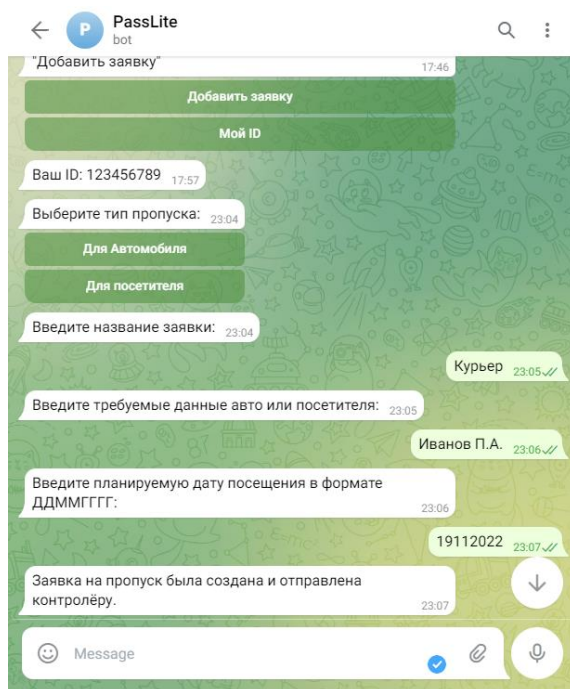 P
PassLite
bot
"Добавить заявку"
17:46
Добавить заявку
Мой ID
Ваш ID: 123456789 17:57
Выберите тип пропуска: 23:04
Для Автомобиля
Для посетителя
Введите название заявки: 23:04
Курьер 23:05
Введите требуемые данные авто или посетителя: 23:05
Иванов П.А. 23:06
Введите планируемую дату посещения в формате
ДДММГГГГ: 23:06
19112022 23:07
Заявка на пропуск была создана и отправлена
контролёру. 23:07
Message